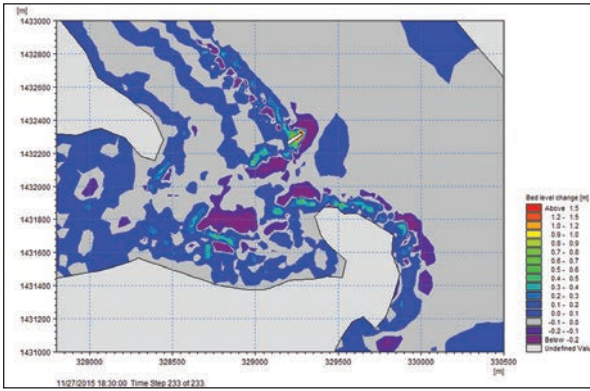 [m]
1433000
1432800
1432600
1432400
1432200
1432000
1431800
1431600
1431400
1431200
1431000
328000
328500
329000
329500
330000
330500
[m]
11/27/2015 18:30:00 Time Step 233 of 233.
Bed level change [m]
Above 1.5
1.2 - 1.5
1.0 - 1.2
0.9 - 1.0
0.8 - 0.9
0.7 - 0.8
0.6 - 0.7
0.5 - 0.6
0.4 - 0.5
0.3 - 0.4
0.2 - 0.3
0.1 - 0.2
0.0 - 0.1
-0.1 - 0.0
-0.2 - -0.1
Below -0.2
Undefined Valu